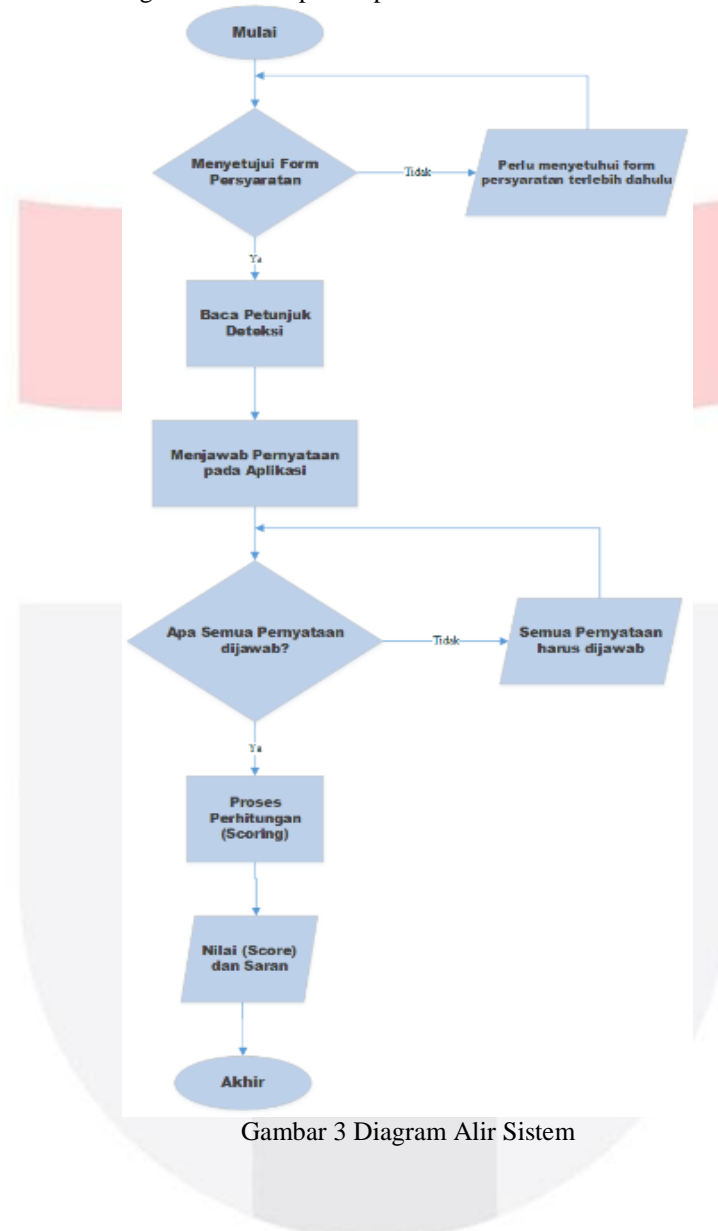 Mulai
Menyetujui Form
Persyaratan
Tidak
Perlu menyetuhui form
persyaratan terlebih dahulu
Ya
Baca Petunjuk
Deteksi
Menjawab Pernyataan
pada Aplikasi
Apa Semua Pernyataan
dijawab?
Tidak
Semua Pernyataan
harus dijawab
Ya
Proses
Perhitungan
(Scoring)
Nilai (Score)
dan Saran
Akhir
Gambar 3 Diagram Alir Sistem